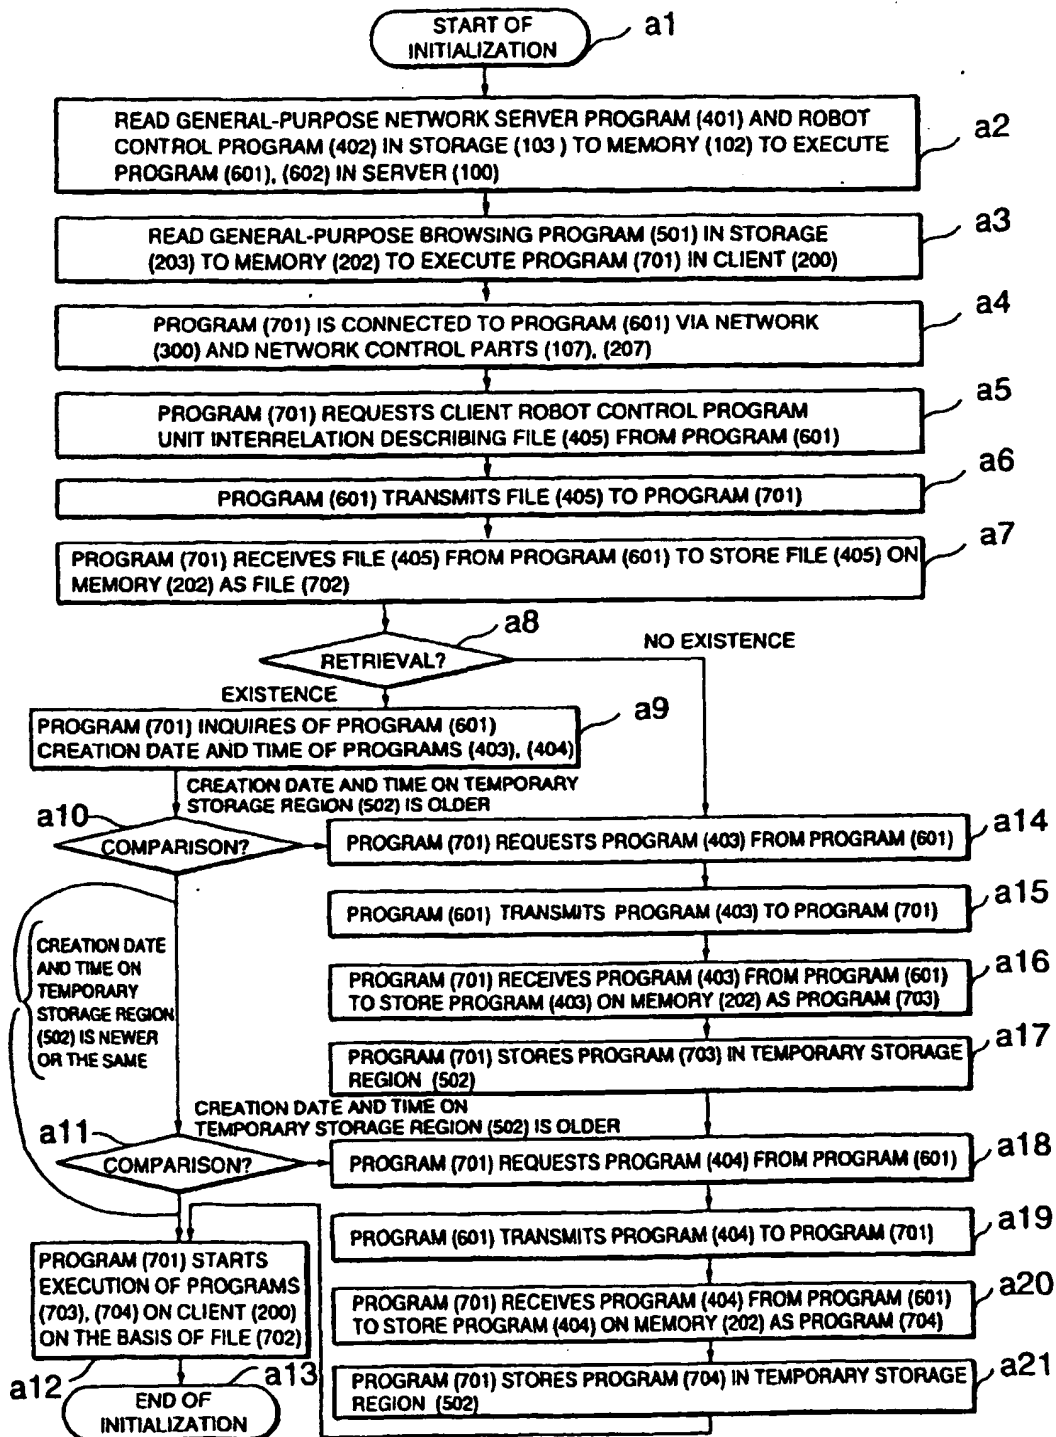 START OF
INITIALIZATION
a1
READ GENERAL-PURPOSE NETWORK SERVER PROGRAM (401) AND ROBOT
CONTROL PROGRAM (402) IN STORAGE (103 ) TO MEMORY (102) TO EXECUTE
PROGRAM (601), (602) IN SERVER (100)
a2
READ GENERAL-PURPOSE BROWSING PROGRAM (501) IN STORAGE
(203) TO MEMORY (202) TO EXECUTE PROGRAM (701) IN CLIENT (200)
a3
PROGRAM (701) IS CONNECTED TO PROGRAM (601) VIA NETWORK
(300) AND NETWORK CONTROL PARTS (107), (207)
a4
PROGRAM (701) REQUESTS CLIENT ROBOT CONTROL PROGRAM
UNIT INTERRELATION DESCRIBING FILE (405) FROM PROGRAM (601)
a5
PROGRAM (601) TRANSMITS FILE (405) TO PROGRAM (701)
a6
PROGRAM (701) RECEIVES FILE (405) FROM PROGRAM (601) TO STORE FILE (405) ON
MEMORY (202) AS FILE (702)
a7
RETRIEVAL?
a8
NO EXISTENCE
EXISTENCE
PROGRAM (701) INQUIRES OF PROGRAM (601)
CREATION DATE AND TIME OF PROGRAMS (403), (404)
a9
CREATION DATE AND TIME ON TEMPORARY
STORAGE REGION (502) IS OLDER
a10
COMPARISON?
PROGRAM (701) REQUESTS PROGRAM (403) FROM PROGRAM (601)
a14
PROGRAM (601) TRANSMITS PROGRAM (403) TO PROGRAM (701)
a15
CREATION DATE
AND TIME ON
TEMPORARY
STORAGE REGION
(502) IS NEWER
OR THE SAME
PROGRAM (701) RECEIVES PROGRAM (403) FROM PROGRAM (601)
TO STORE PROGRAM (403) ON MEMORY (202) AS PROGRAM (703)
a16
PROGRAM (701) STORES PROGRAM (703) IN TEMPORARY STORAGE
REGION (502)
a17
CREATION DATE AND TIME ON
TEMPORARY STORAGE REGION (502) IS OLDER
a11
COMPARISON?
PROGRAM (701) REQUESTS PROGRAM (404) FROM PROGRAM (601)
a18
PROGRAM (601) TRANSMITS PROGRAM (404) TO PROGRAM (701)
a19
PROGRAM (701) STARTS
EXECUTION OF PROGRAMS
(703), (704) ON CLIENT (200)
ON THE BASIS OF FILE (702)
a12
PROGRAM (701) RECEIVES PROGRAM (404) FROM PROGRAM (601)
TO STORE PROGRAM (404) ON MEMORY (202) AS PROGRAM (704)
a20
PROGRAM (701) STORES PROGRAM (704) IN TEMPORARY STORAGE
REGION (502)
a21
a13
END OF
INITIALIZATION